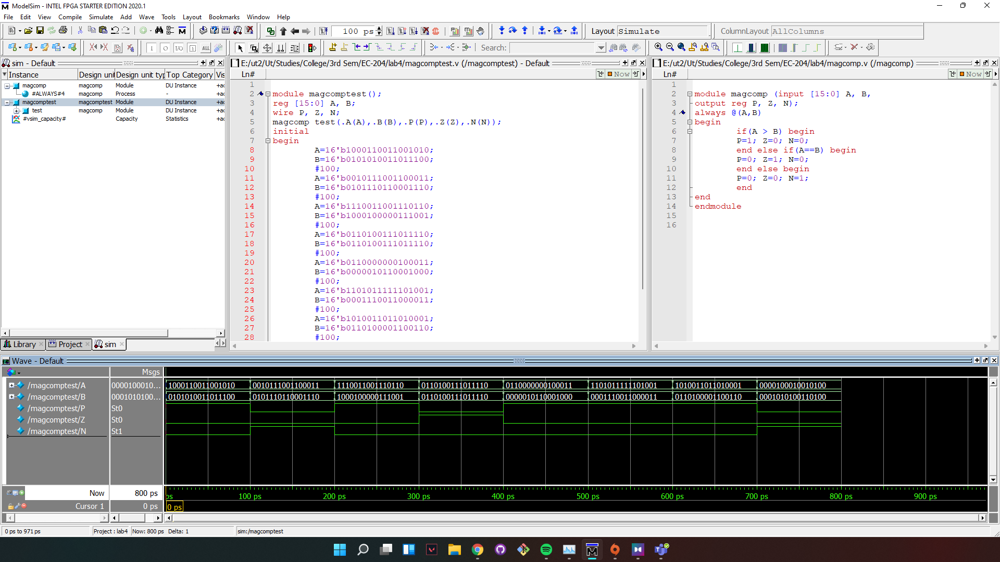 ModelSim - INTEL FPGA STARTER EDITION 2020.1
File Edit View Compile Simulate Add Wave Tools Layout Bookmarks Window Help
100 ps
Layout Simulate
ColumnLayout AllColumns
Search:
sim - Default
Instance Design unit Design unit typ Top Category Vis
magcomp magcomp Module DU Instance +ac
#ALWAYS#4 magcomp Process - +ac
magcomptest magcomptest Module DU Instance +ac
test magcomp Module DU Instance +ac
#vsim_capacity# Capacity Statistics +ac
Library Project sim
E:/ut2/Ut/Studies/College/3rd Sem/EC-204/lab4/magcomptest.v (/magcomptest) - Default
Ln# Now
1
2 module magcomptest();
3 reg [15:0] A, B;
4 wire P, Z, N;
5 magcomp test(.A(A),.B(B),.P(P),.Z(Z),.N(N));
6 initial
7 begin
8 A=16'b1000110011001010;
9 B=16'b0101010011011100;
10 #100;
11 A=16'b0010111001100011;
12 B=16'b0101110110001110;
13 #100;
14 A=16'b1110011001110110;
15 B=16'b1000100000111001;
16 #100;
17 A=16'b0110100111011110;
18 B=16'b0110100111011110;
19 #100;
20 A=16'b0110000000100011;
21 B=16'b0000010110001000;
22 #100;
23 A=16'b1101011111101001;
24 B=16'b0001110011000011;
25 #100;
26 A=16'b1010011011010001;
27 B=16'b0110100001100110;
28 #100;
E:/ut2/Ut/Studies/College/3rd Sem/EC-204/lab4/magcomp.v (/magcomp)
Ln# Now
1
2 module magcomp (input [15:0] A, B,
3 output reg P, Z, N);
4 always @(A,B)
5 begin
6 if(A > B) begin
7 P=1; Z=0; N=0;
8 end else if(A==B) begin
9 P=0; Z=1; N=0;
10 end else begin
11 P=0; Z=0; N=1;
12 end
13 end
14 endmodule
15
16
Wave - Default
Msgs
/magcomptest/A 0000100010... 1000110011001010 0010111001100011 1110011001110110 0110100111011110 0110000000100011 1101011111101001 1010011011010001 0000100010010100
/magcomptest/B 0001010100... 0101010011011100 0101110110001110 1000100000111001 0110100111011110 0000010110001000 0001110011000011 0110100001100110 0001010100110100
/magcomptest/P St0
/magcomptest/Z St0
/magcomptest/N St1
Now 800 ps ps 100 ps 200 ps 300 ps 400 ps 500 ps 600 ps 700 ps 800 ps 900 ps
Cursor 1 0 ps 0 ps
0 ps to 971 ps Project : lab4 Now: 800 ps Delta: 1 sim:/magcomptest